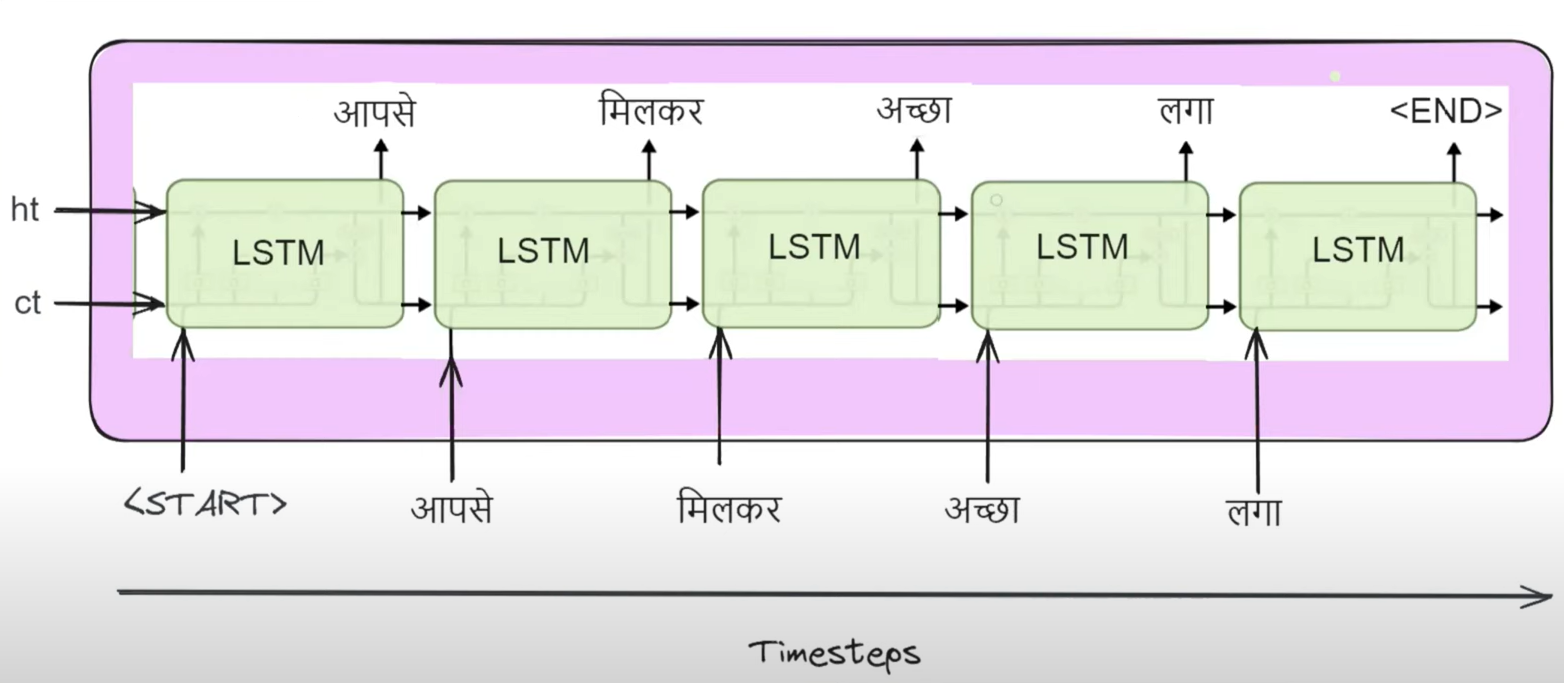 आपसे मिलकर अच्छा लगा <END>
ht
LSTM LSTM LSTM LSTM LSTM
ct
<START> आपसे मिलकर अच्छा लगा
Timesteps